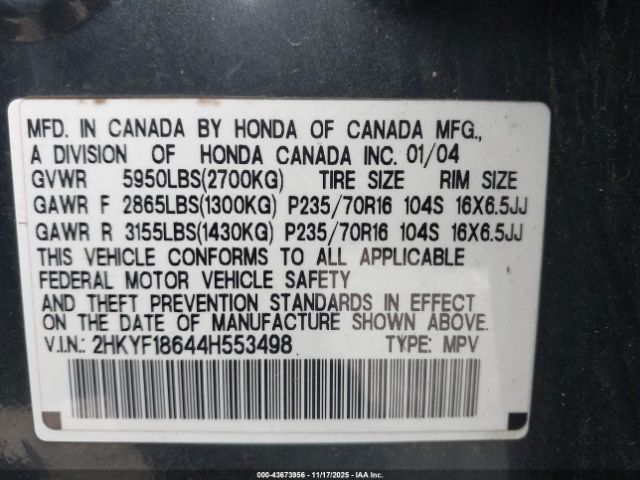 MFD. IN CANADA BY HONDA OF CANADA MFG.,
A DIVISION OF HONDA CANADA INC. 01/04
GVWR 5950LBS(2700KG) TIRE SIZE RIM SIZE
GAWR F 2865LBS(1300KG) P235/70R16 104S 16X6.5JJ
GAWR R 3155LBS(1430KG) P235/70R16 104S 16X6.5JJ
THIS VEHICLE CONFORMS TO ALL APPLICABLE
FEDERAL MOTOR VEHICLE SAFETY
AND THEFT PREVENTION STANDARDS IN EFFECT
ON THE DATE OF MANUFACTURE SHOWN ABOVE.
V.I.N.: 2HKYF18644H553498 TYPE: MPV
000-43673956 - 11/17/2025 - IAA Inc.